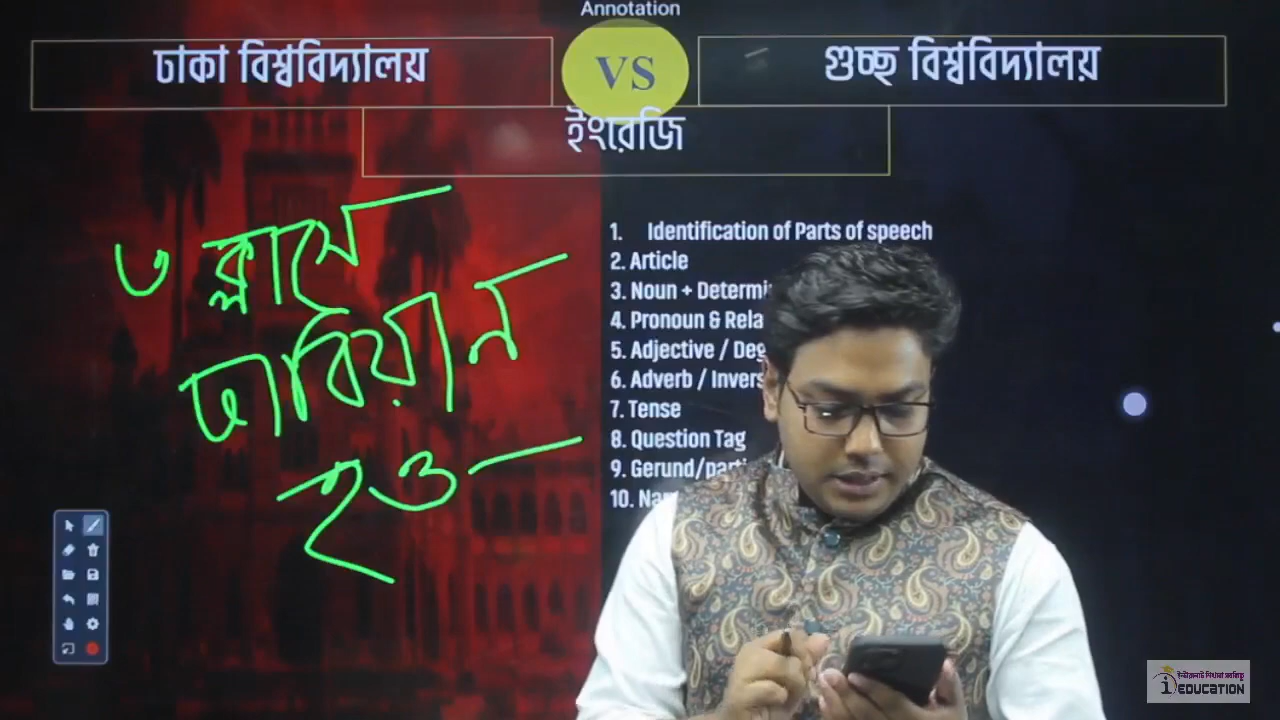 Annotation
ঢাকা বিশ্ববিদ্যালয়
VS
গুচ্ছ বিশ্ববিদ্যালয়
ইংরেজি
1. Identification of Parts of speech
2. Article
3. Noun + Determi
4. Pronoun & Rela
5. Adjective / Deg
6. Adverb / Invers
7. Tense
8. Question Tag
9. Gerund/parti
10. Na
৩ ক্লাসে
ঢাবিয়ান
হও
EDUCATION